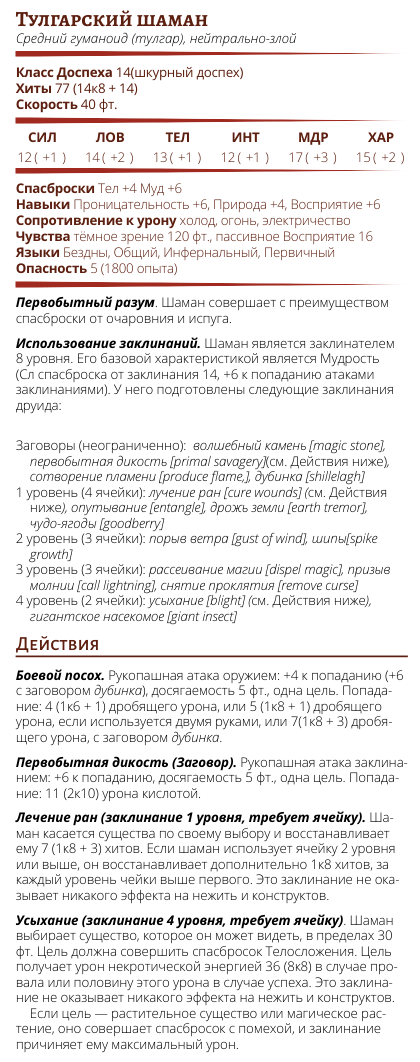 Тулгарский шаман
Средний гуманоид (тулгар), нейтрально-злой
Класс Доспеха 14(шкурный доспех)
Хиты 77 (14к8 + 14)
Скорость 40 фт.
СИЛ ЛОВ ТЕЛ ИНТ МДР ХАР
12 ( +1 ) 14 ( +2 ) 13 ( +1 ) 12 ( +1 ) 17 ( +3 ) 15 ( +2 )
Спасброски Тел +4 Муд +6
Навыки Проницательность +6, Природа +4, Восприятие +6
Сопротивление к урону холод, огонь, электричество
Чувства тёмное зрение 120 фт., пассивное Восприятие 16
Языки Бездны, Общий, Инфернальный, Первичный
Опасность 5 (1800 опыта)
Первобытный разум. Шаман совершает с преимуществом
спасброски от очаровния и испуга.
Использование заклинаний. Шаман является заклинателем
8 уровня. Его базовой характеристикой является Мудрость
(Сл спасброска от заклинания 14, +6 к попаданию атаками
заклинаниями). У него подготовлены следующие заклинания
друида:
Заговоры (неограниченно): волшебный камень [magic stone],
первобытная дикость [primal savagery](см. Действия ниже),
сотворение пламени [produce flame,], дубинка [shillelagh]
1 уровень (4 ячейки): лучение ран [cure wounds] (см. Действия
ниже), опутывание [entangle], дрожь земли [earth tremor],
чудо-ягоды [goodberry]
2 уровень (3 ячейки): порыв ветра [gust of wind], шипы[spike
growth]
3 уровень (3 ячейки): рассеивание магии [dispel magic], призыв
молнии [call lightning], снятие проклятия [remove curse]
4 уровень (2 ячейки): усыхание [blight] (см. Действия ниже),
гигантское насекомое [giant insect]
Действия
Боевой посох. Рукопашная атака оружием: +4 к попаданию (+6
с заговором дубинка), досягаемость 5 фт., одна цель. Попада-
ние: 4 (1к6 + 1) дробящего урона, или 5 (1к8 + 1) дробящего
урона, если используется двумя руками, или 7(1к8 + 3) дробя-
щего урона, с заговором дубинка.
Первобытная дикость (Заговор). Рукопашная атака заклина-
нием: +6 к попаданию, досягаемость 5 фт., одна цель. Попада-
ние: 11 (2к10) урона кислотой.
Лечение ран (заклинание 1 уровня, требует ячейку). Ша-
ман касается существа по своему выбору и восстанавливает
ему 7 (1к8 + 3) хитов. Если шаман использует ячейку 2 уровня
или выше, он восстанавливает дополнительно 1к8 хитов, за
каждый уровень чейки выше первого. Это заклинание не ока-
зывает никакого эффекта на нежить и конструктов.
Усыхание (заклинание 4 уровня, требует ячейку). Шаман
выбирает существо, которое он может видеть, в пределах 30
фт. Цель должна совершить спасбросок Телосложения. Цель
получает урон некротической энергией 36 (8к8) в случае про-
вала или половину этого урона в случае успеха. Это заклина-
ние не оказывает никакого эффекта на нежить и конструктов.
Если цель — растительное существо или магическое рас-
тение, оно совершает спасбросок с помехой, и заклинание
причиняет ему максимальный урон.